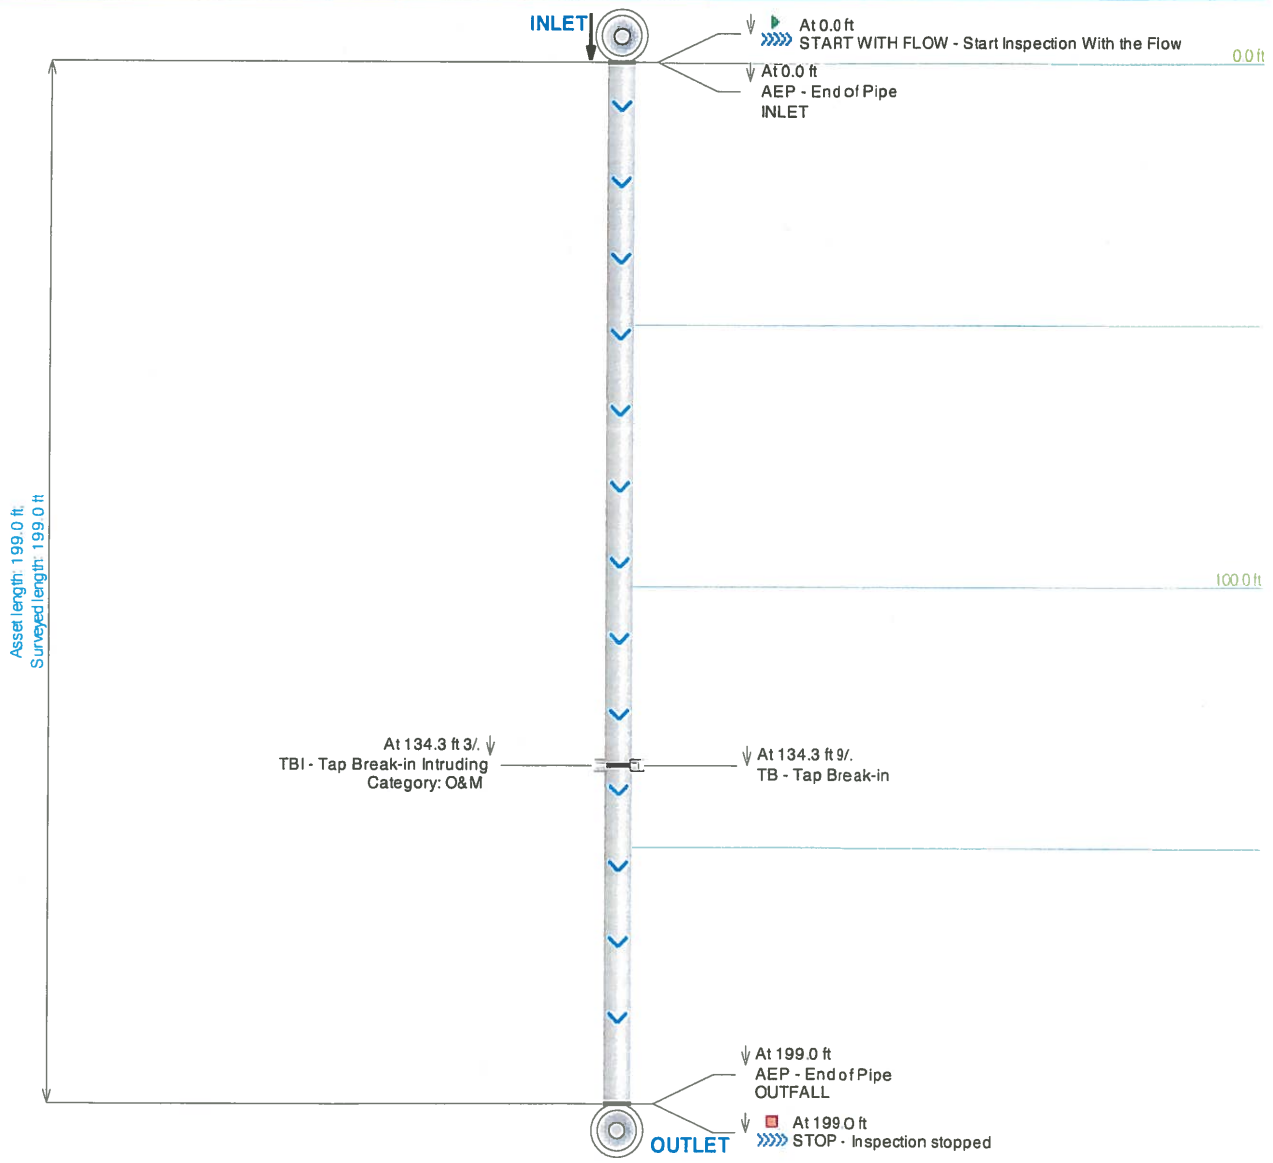 INLET
At 0.0 ft
START WITH FLOW - Start Inspection With the Flow
0.0 ft
At 0.0 ft
AEP - End of Pipe
INLET
Asset length: 199.0 ft
Surveyed length: 199.0 ft
100.0 ft
At 134.3 ft 3/.
TBI - Tap Break-in Intruding
Category: O&M
At 134.3 ft 9/.
TB - Tap Break-in
At 199.0 ft
AEP - End of Pipe
OUTFALL
At 199.0 ft
STOP - Inspection stopped
OUTLET